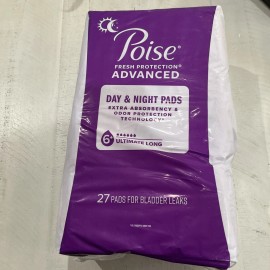 Poise®
FRESH PROTECTION®
ADVANCED
DAY & NIGHT PADS
EXTRA ABSORBENCY &
ODOR PROTECTION
TECHNOLOGY
6
ULTIMATE LONG
27 PADS FOR BLADDER LEAKS